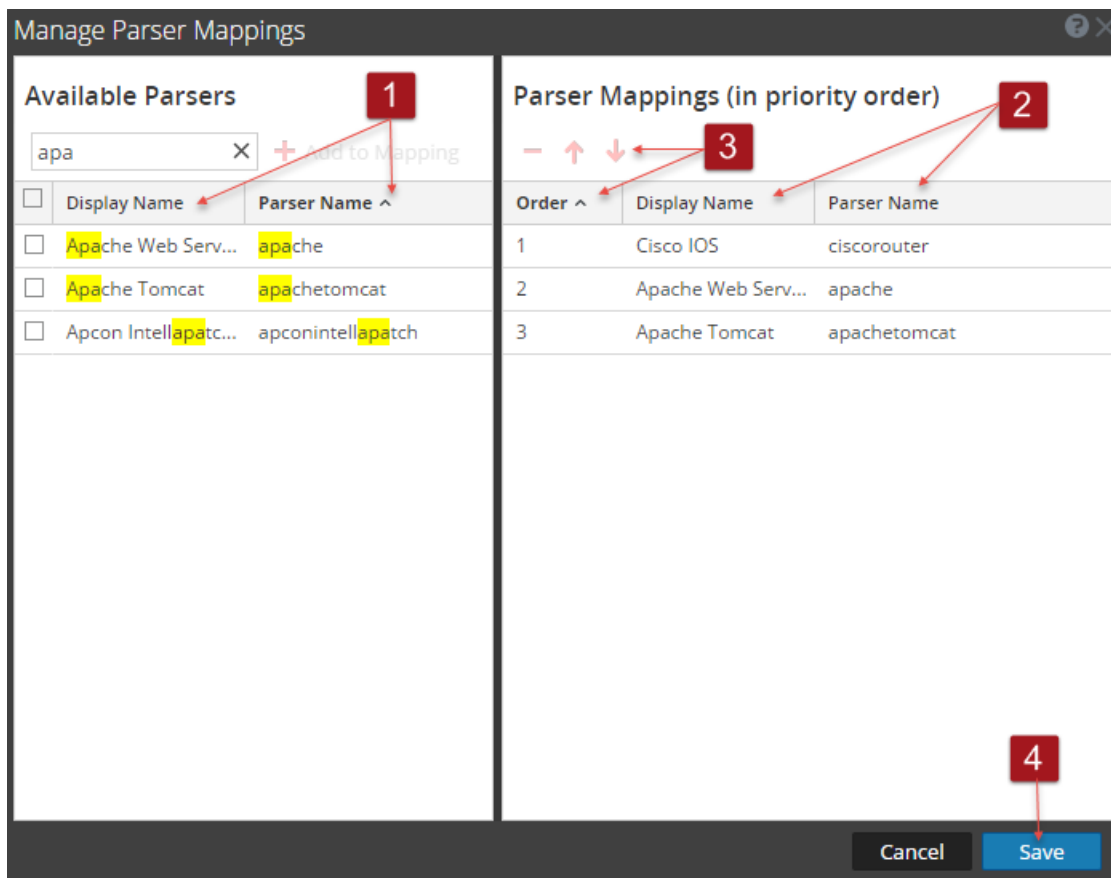 Manage Parser Mappings
Available Parsers
1
apa
Add to Mapping
Display Name Parser Name
Apache Web Serv... apache
Apache Tomcat apachetomcat
Apcon Intellapatc... apconintellapatch
Parser Mappings (in priority order)
2
3
Order Display Name Parser Name
1 Cisco IOS ciscorouter
2 Apache Web Serv... apache
3 Apache Tomcat apachetomcat
4
Cancel Save